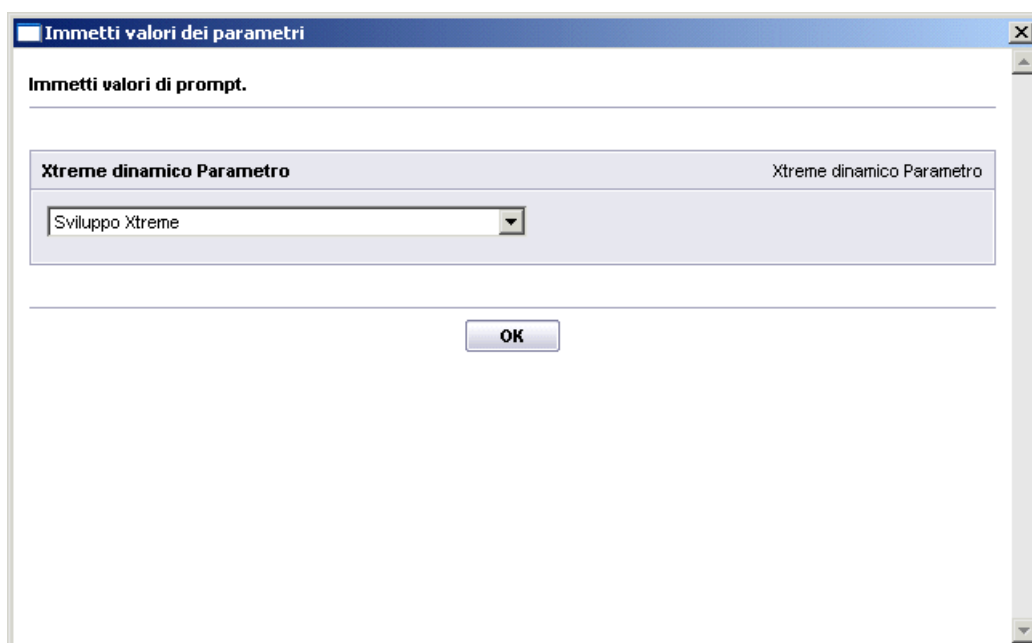 Immetti valori dei parametri
Immetti valori di prompt.
Xtreme dinamico Parametro Xtreme dinamico Parametro
Sviluppo Xtreme
OK